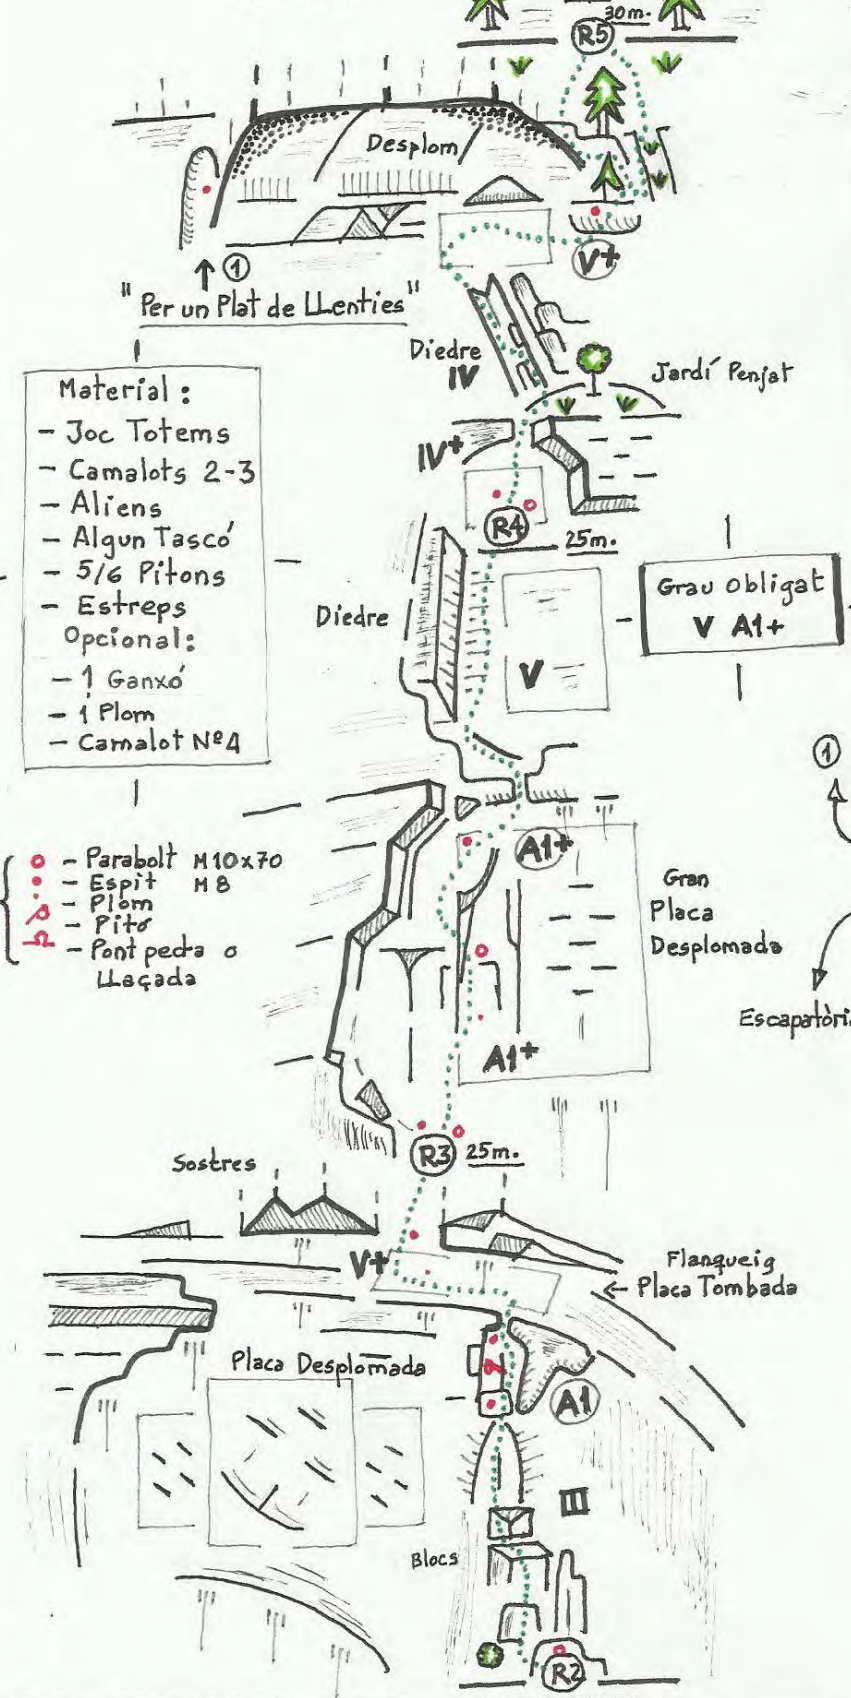 30m.
R5
Desplom
V+
1
"Per un Plat de LLenties"
Diedre
IV
Jardí Penjat
Material:
- Joc Totems
- Camalots 2-3
- Aliens
- Algun Tascó
- 5/6 Pitons
- Estreps
Opcional:
- 1 Ganxó
- 1 Plom
- Camalot Nº4
IV+
R4
25m.
Grau Obligat
V A1+
Diedre
V
1
- Parabolt M10x70
- Espit M8
- Plom
- Pitó
- Pont pedra o
LLaçada
A1+
Gran
Placa
Desplomada
Escapatòri
A1+
R3
25m.
Sostres
V+
Flanqueig
← Placa Tombada
Placa Desplomada
A1
III
Blocs
R2